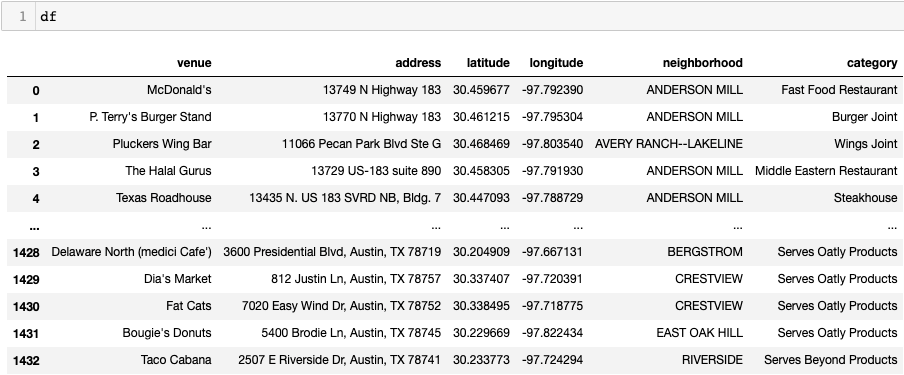 1 df
venue address latitude longitude neighborhood category
0 McDonald's 13749 N Highway 183 30.459677 -97.792390 ANDERSON MILL Fast Food Restaurant
1 P. Terry's Burger Stand 13770 N Highway 183 30.461215 -97.795304 ANDERSON MILL Burger Joint
2 Pluckers Wing Bar 11066 Pecan Park Blvd Ste G 30.468469 -97.803540 AVERY RANCH--LAKELINE Wings Joint
3 The Halal Gurus 13729 US-183 suite 890 30.458305 -97.791930 ANDERSON MILL Middle Eastern Restaurant
4 Texas Roadhouse 13435 N. US 183 SVRD NB, Bldg. 7 30.447093 -97.788729 ANDERSON MILL Steakhouse
... ... ... ... ... ... ...
1428 Delaware North (medici Cafe') 3600 Presidential Blvd, Austin, TX 78719 30.204909 -97.667131 BERGSTROM Serves Oatly Products
1429 Dia's Market 812 Justin Ln, Austin, TX 78757 30.337407 -97.720391 CRESTVIEW Serves Oatly Products
1430 Fat Cats 7020 Easy Wind Dr, Austin, TX 78752 30.338495 -97.718775 CRESTVIEW Serves Oatly Products
1431 Bougie's Donuts 5400 Brodie Ln, Austin, TX 78745 30.229669 -97.822434 EAST OAK HILL Serves Oatly Products
1432 Taco Cabana 2507 E Riverside Dr, Austin, TX 78741 30.233773 -97.724294 RIVERSIDE Serves Beyond Products